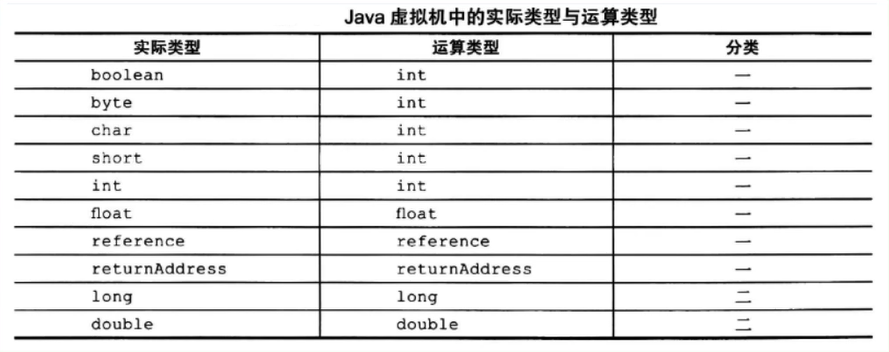 Java 虚拟机中的实际类型与运算类型
实际类型 运算类型 分类
boolean int 一
byte int 一
char int 一
short int 一
int int 一
float float 一
reference reference 一
returnAddress returnAddress 一
long long 二
double double 二